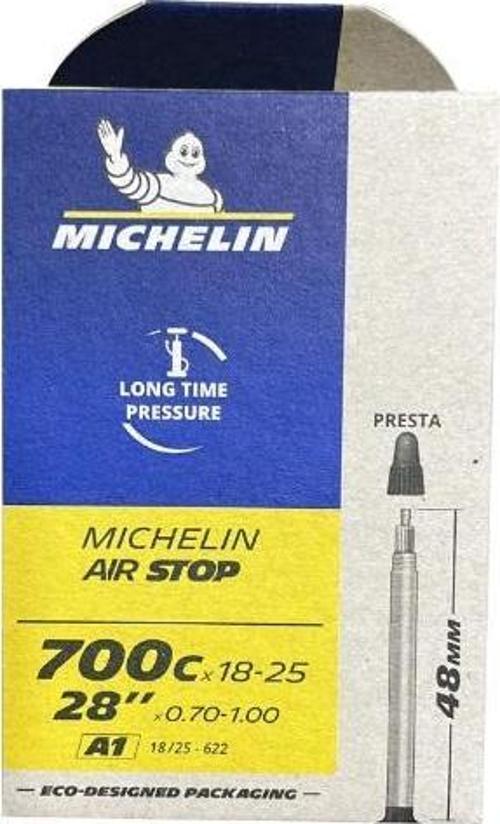 MICHELIN
LONG TIME
PRESSURE
PRESTA
MICHELIN
AIR STOP
700c x 18-25
28" x 0.70-1.00
A1 18/25 - 622
48MM
— ECO-DESIGNED PACKAGING —